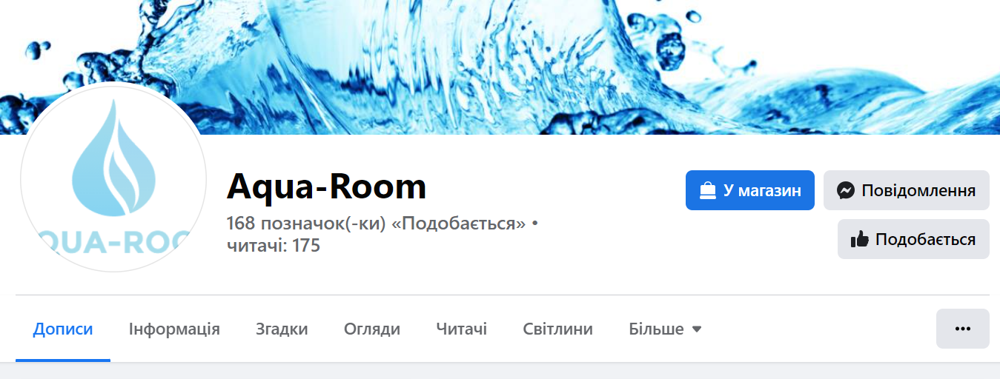 QUA-ROO
Aqua-Room
168 позначок(-ки) «Подобається» •
читачі: 175
У магазин
Повідомлення
Подобається
Дописи Інформація Згадки Огляди Читачі Світлини Більше